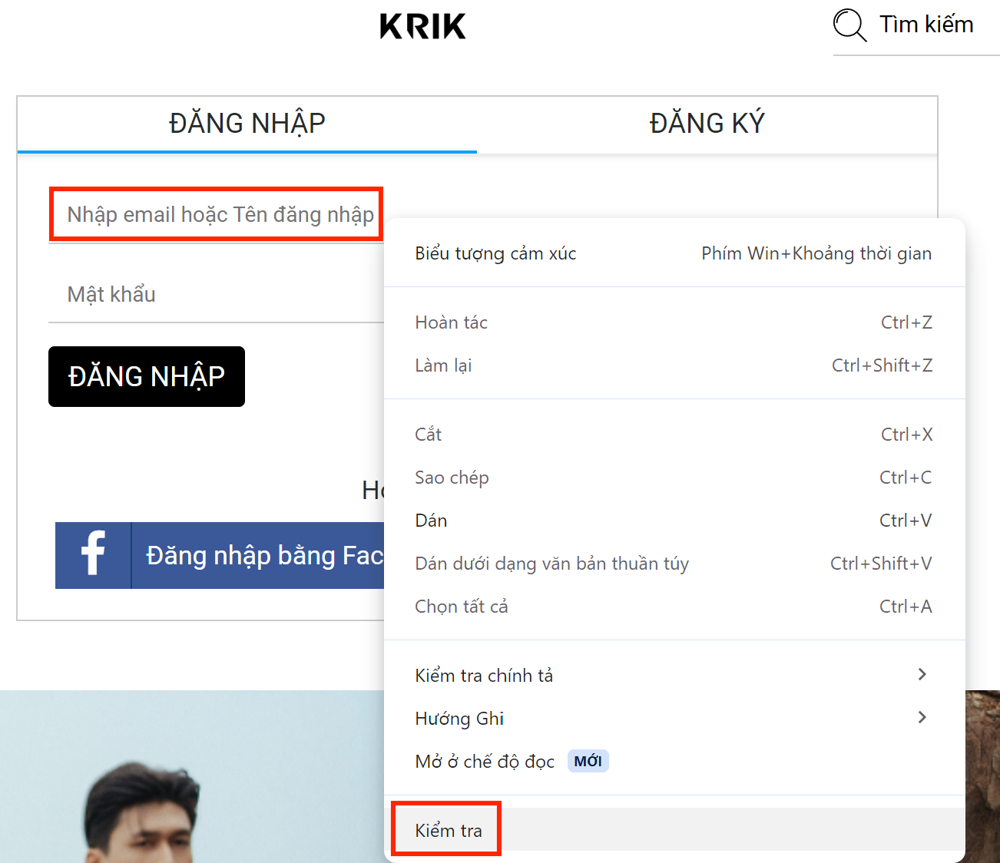 KRIK
Tìm kiếm
ĐĂNG NHẬP
ĐĂNG KÝ
Nhập email hoặc Tên đăng nhập
Mật khẩu
ĐĂNG NHẬP
Đăng nhập bằng Fac
Biểu tượng cảm xúc Phím Win+Khoảng thời gian
Hoàn tác Ctrl+Z
Làm lại Ctrl+Shift+Z
Cắt Ctrl+X
Sao chép Ctrl+C
Dán Ctrl+V
Dán dưới dạng văn bản thuần túy Ctrl+Shift+V
Chọn tất cả Ctrl+A
Kiểm tra chính tả
Hướng Ghi
Mở ở chế độ đọc MỚI
Kiểm tra